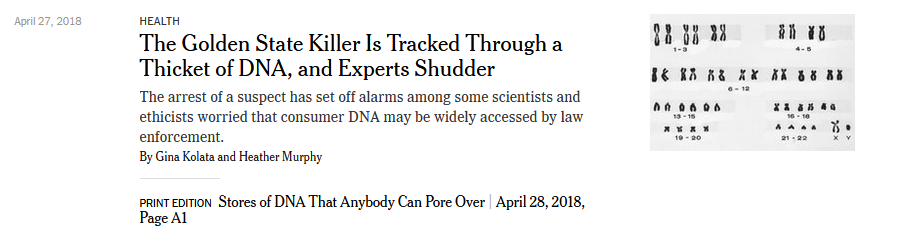 April 27, 2018
HEALTH
The Golden State Killer Is Tracked Through a
Thicket of DNA, and Experts Shudder
The arrest of a suspect has set off alarms among some scientists and
ethicists worried that consumer DNA may be widely accessed by law
enforcement.
By Gina Kolata and Heather Murphy
PRINT EDITION Stores of DNA That Anybody Can Pore Over | April 28, 2018,
Page A1
1 - 3 4 - 5
6 - 12
13 - 15 16 - 18
19 - 20 21 - 22 X Y